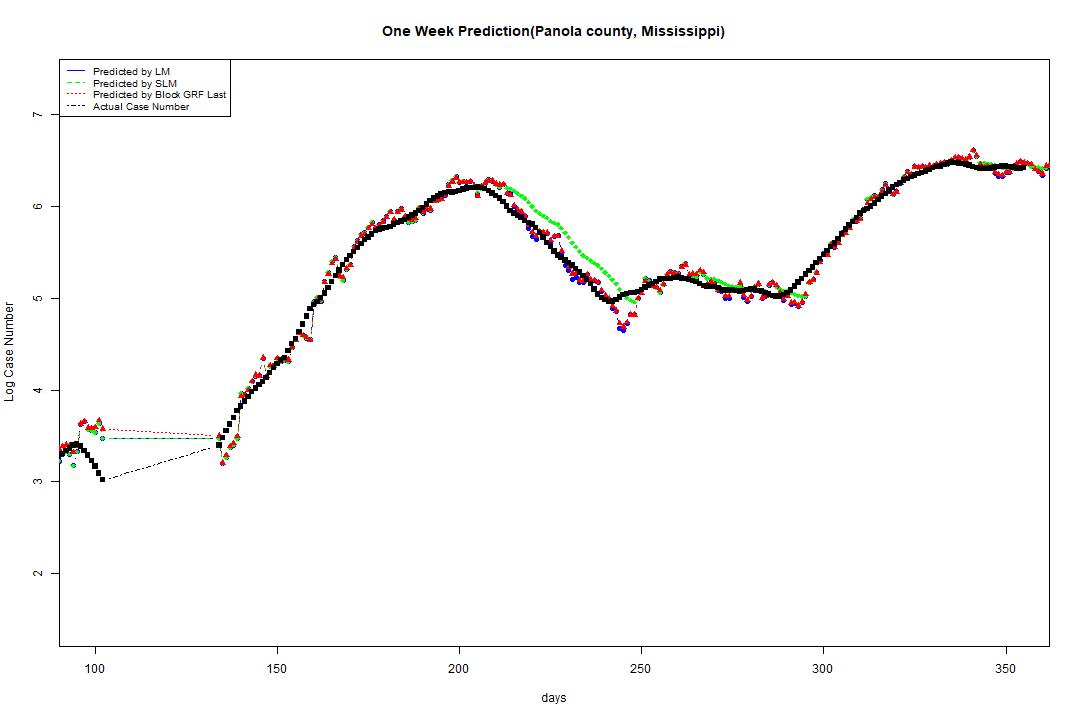 One Week Prediction(Panola county, Mississippi)
Predicted by LM
Predicted by SLM
Predicted by Block GRF Last
Actual Case Number
Log Case Number
7
6
5
4
3
2
100 150 200 250 300 350
days